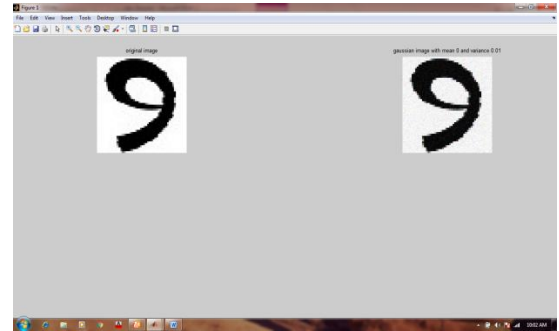 Figure 1
File Edit View Insert Tools Desktop Window Help
original image
gaussian image with mean 0 and variance 0.01
9
9
10:02 AM